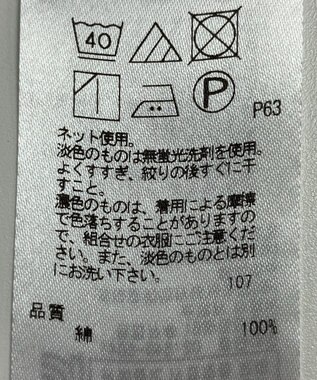 40
P
P63
ネット使用。
淡色のものは無蛍光洗剤を使用。
よくすすぎ、絞りの後すぐに干
すこと。
濃色のものは、着用による摩擦
で色落ちすることがありますの
で、組合せの衣服にご注意くだ
さい。また、淡色のものとは別
にお洗い下さい。
107
品質
綿 100%